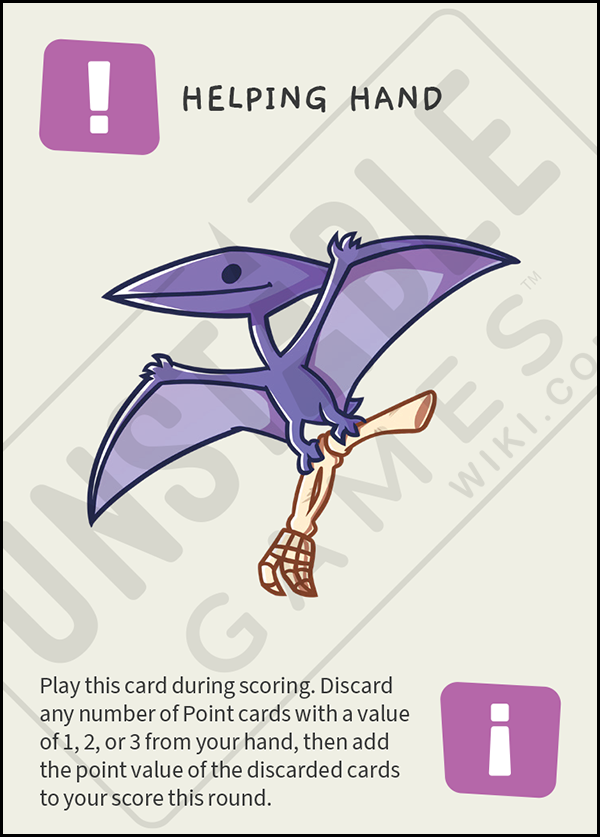 !
HELPING HAND
UNSTABLE
GAMES™
WIKI.CO
Play this card during scoring. Discard
any number of Point cards with a value
of 1, 2, or 3 from your hand, then add
the point value of the discarded cards
to your score this round.
¡